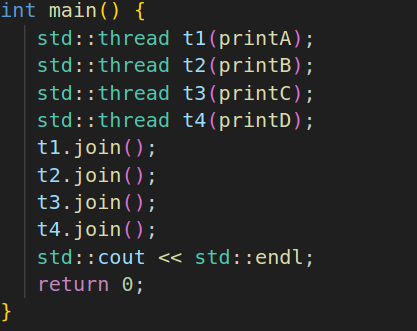 int main() {
    std::thread t1(printA);
    std::thread t2(printB);
    std::thread t3(printC);
    std::thread t4(printD);
    t1.join();
    t2.join();
    t3.join();
    t4.join();
    std::cout << std::endl;
    return 0;
}